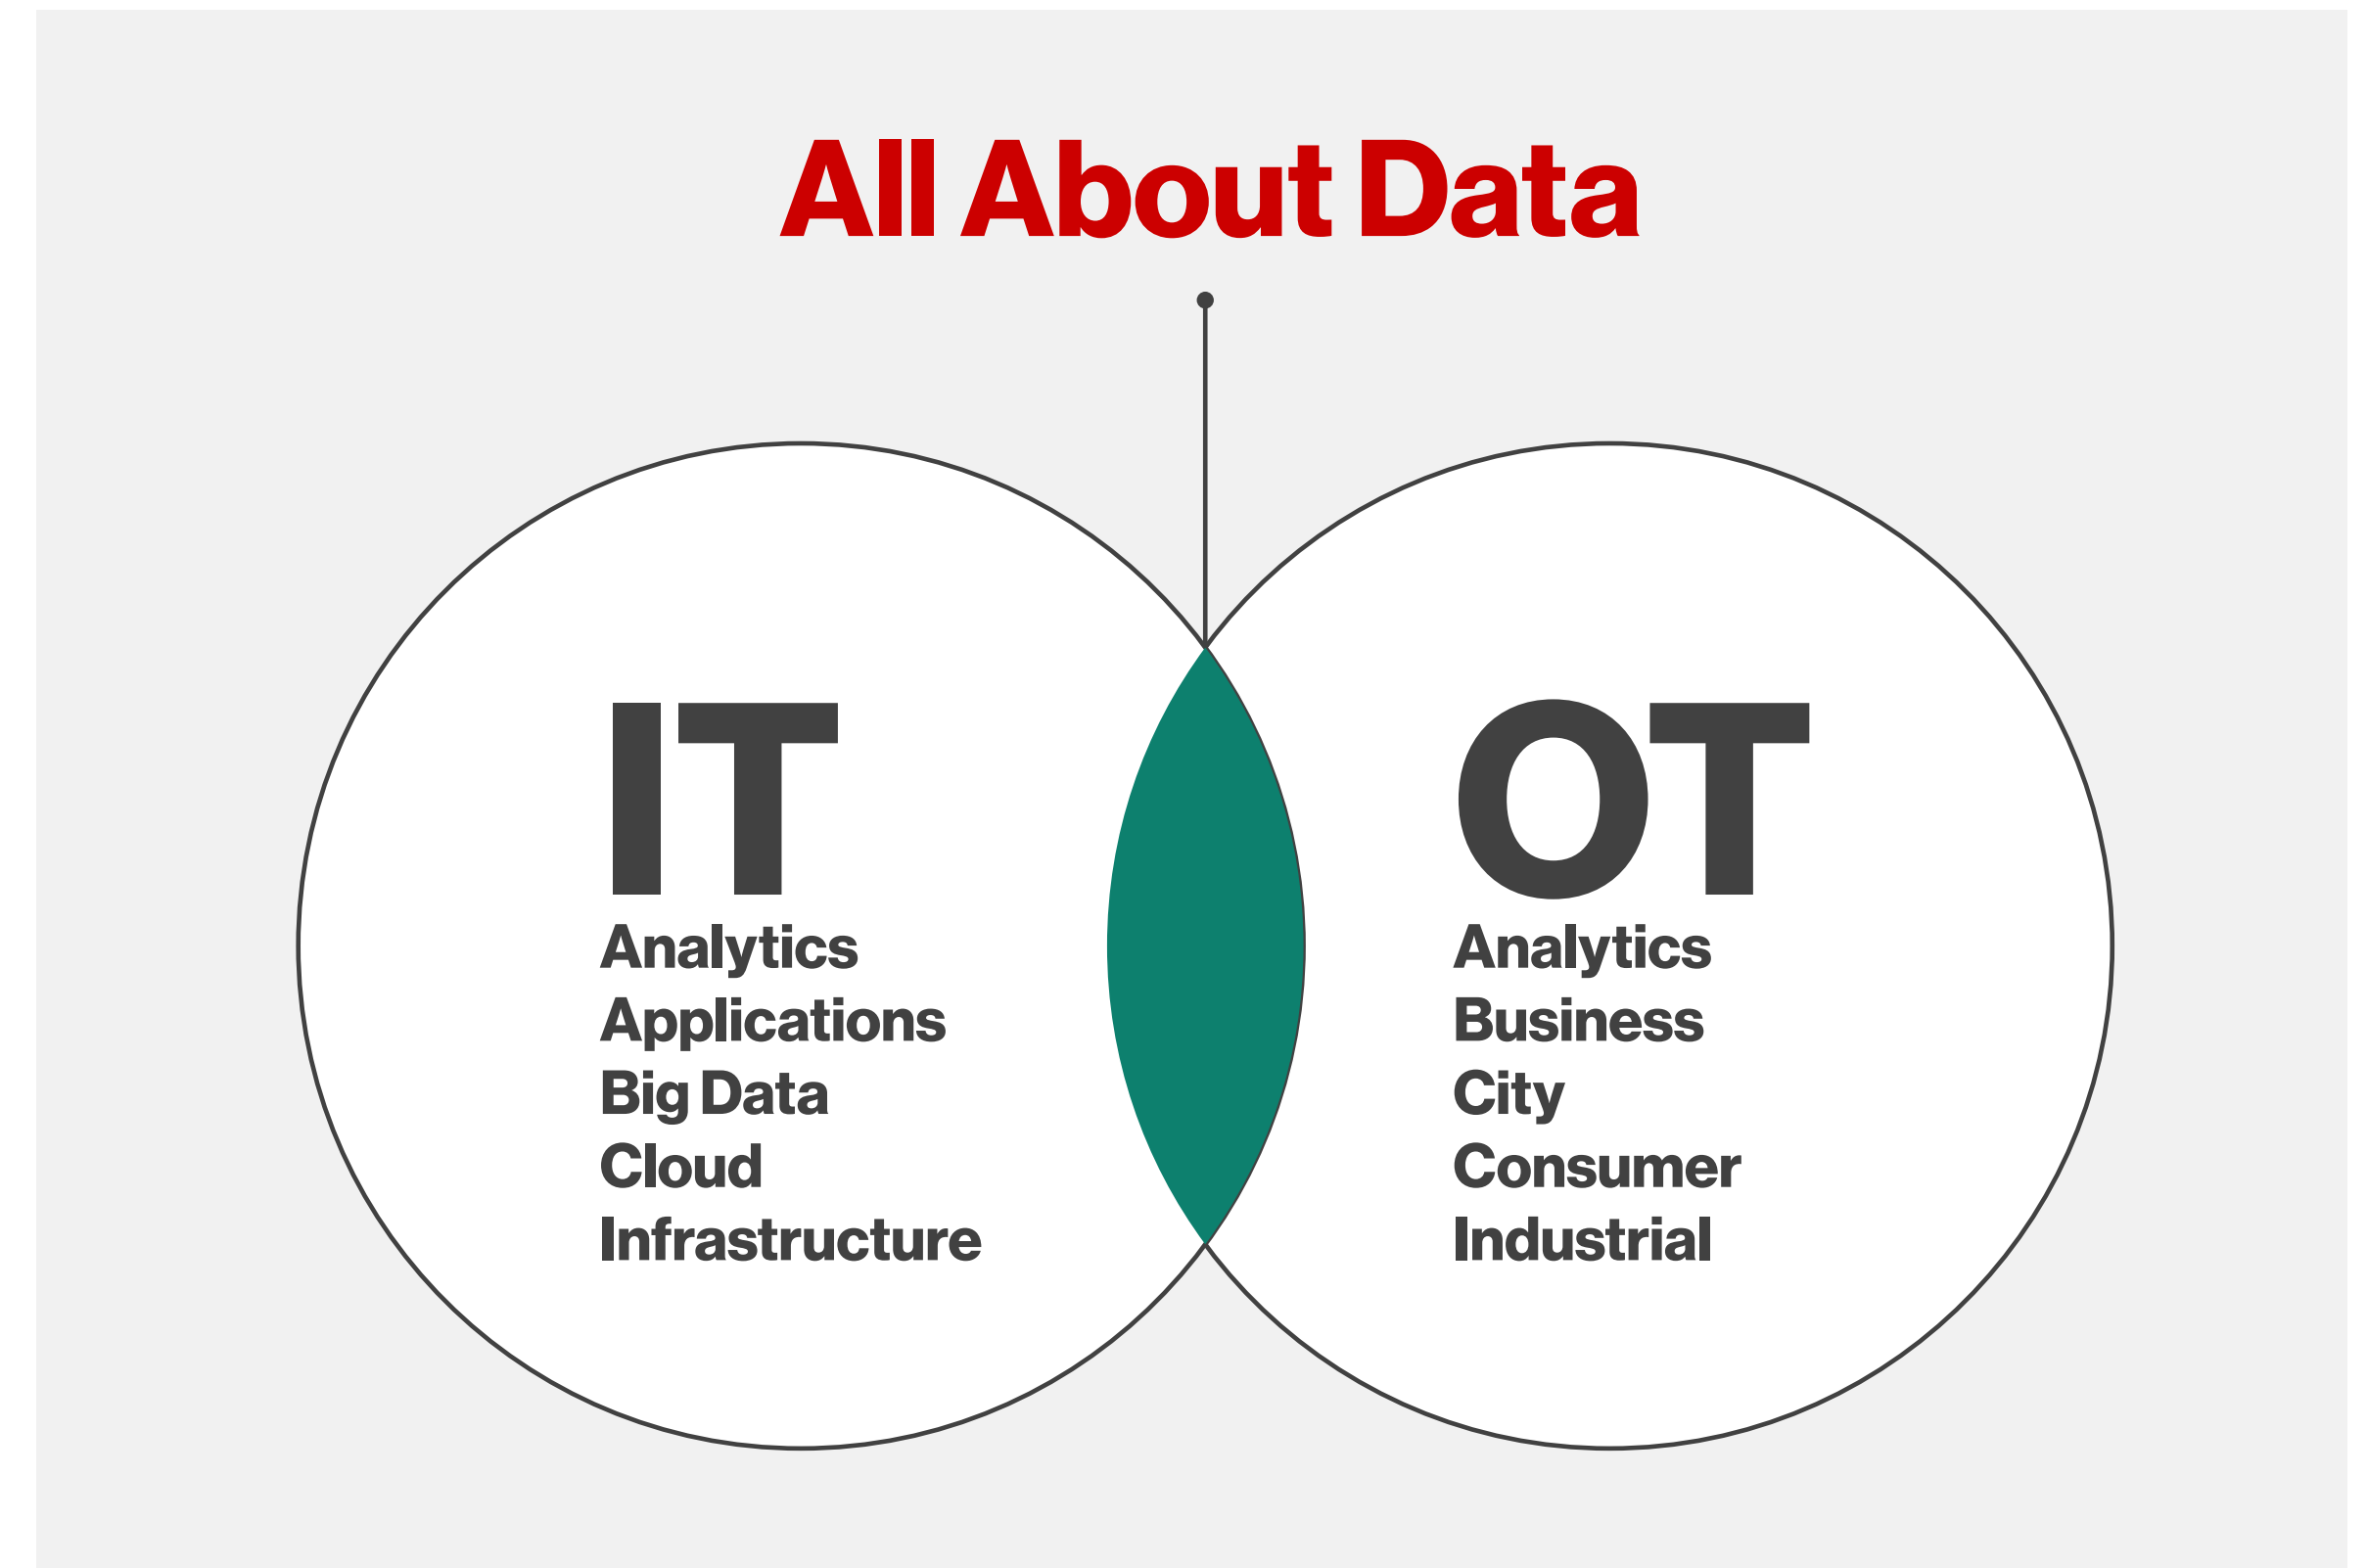 All About Data
IT
Analytics
Applications
Big Data
Cloud
Infrastructure
OT
Analytics
Business
City
Consumer
Industrial